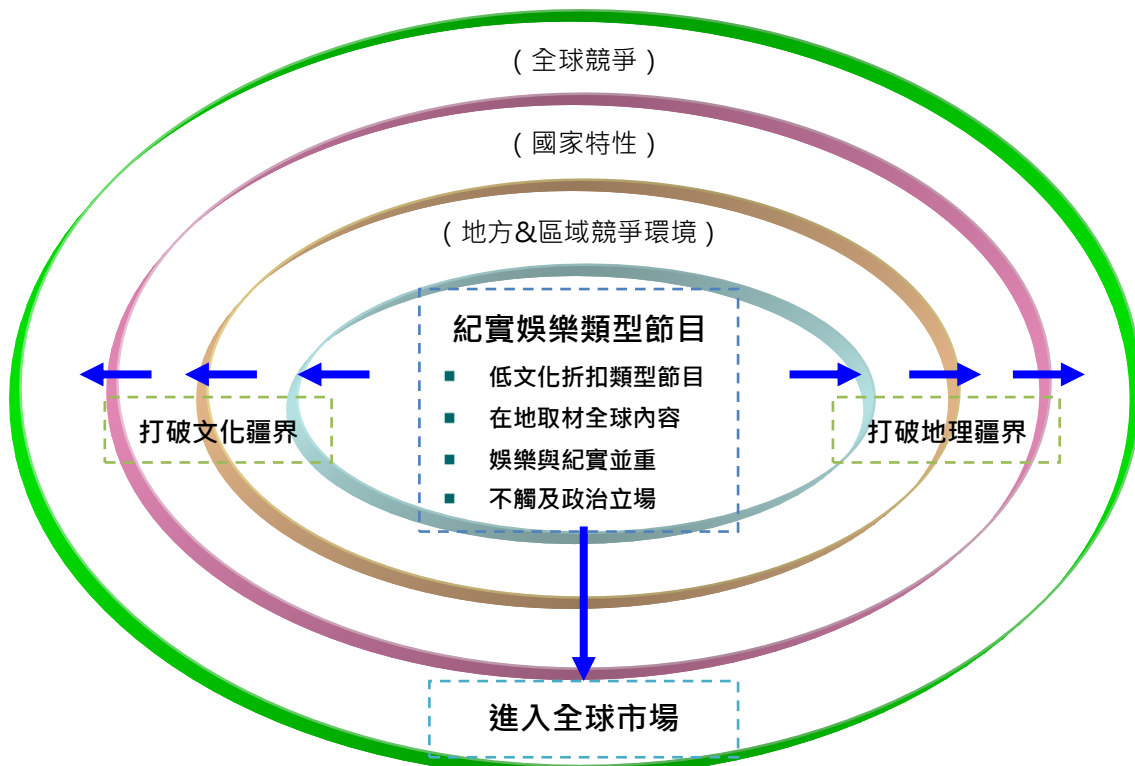 （全球競爭）
（國家特性）
（地方&區域競爭環境）
紀實娛樂類型節目
■ 低文化折扣類型節目
■ 在地取材全球內容
■ 娛樂與紀實並重
■ 不觸及政治立場
打破文化疆界
打破地理疆界
進入全球市場